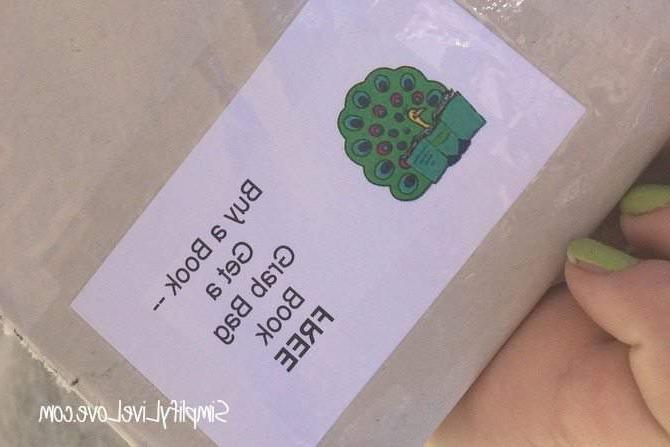 Buy a Book --
Get a
Grab Bag
Book
FREE
SimplifyLiveLove.com